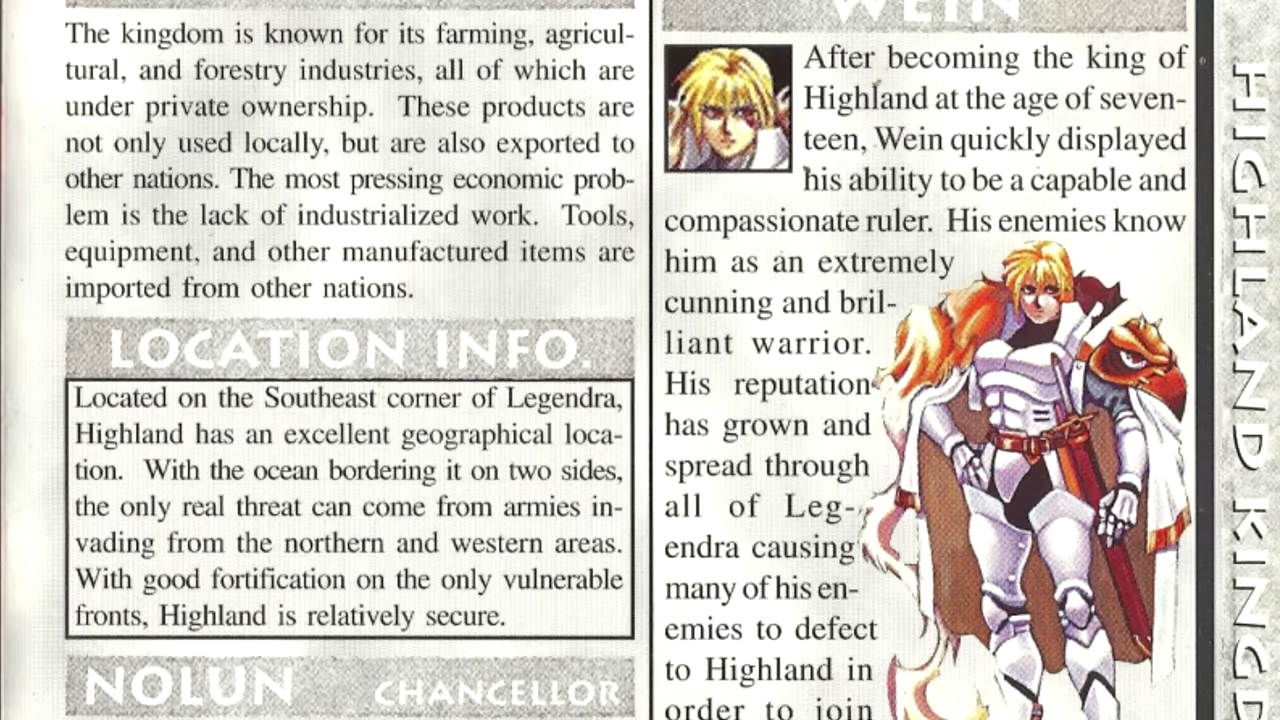 The kingdom is known for its farming, agricul-
tural, and forestry industries, all of which are
under private ownership. These products are
not only used locally, but are also exported to
other nations. The most pressing economic prob-
lem is the lack of industrialized work. Tools,
equipment, and other manufactured items are
imported from other nations.
LOCATION INFO.
Located on the Southeast corner of Legendra,
Highland has an excellent geographical loca-
tion. With the ocean bordering it on two sides,
the only real threat can come from armies in-
vading from the northern and western areas.
With good fortification on the only vulnerable
fronts, Highland is relatively secure.
NOLUN CHANCELLOR
WEIN
After becoming the king of
Highland at the age of seven-
teen, Wein quickly displayed
his ability to be a capable and
compassionate ruler. His enemies know
him as an extremely
cunning and bril-
liant warrior.
His reputation
has grown and
spread through
all of Leg-
endra causing
many of his en-
emies to defect
to Highland in
order to join
HIGHLAND KINGD